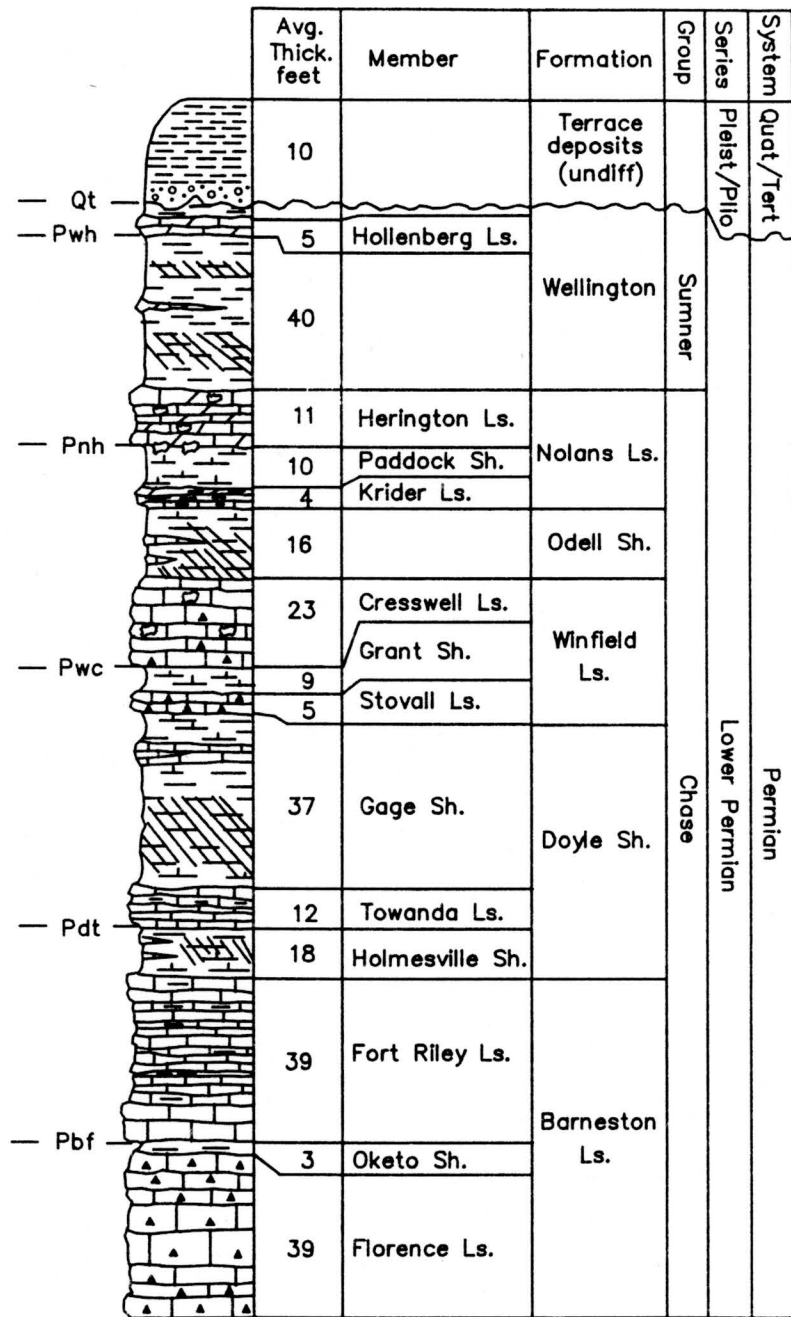 Avg.
Thick.
feet
Member
Formation
Group
Series
System
10
Terrace
deposits
(undiff)
Pleist/Plio
Quat/Tert
Qt
Pwh
5
Hollenberg Ls.
Wellington
Sumner
40
11
Herington Ls.
Nolans Ls.
Pnh
10
Paddock Sh.
4
Krider Ls.
16
Odell Sh.
23
Cresswell Ls.
Winfield
Ls.
Grant Sh.
Pwc
9
5
Stovall Ls.
Chase
Lower Permian
Permian
37
Gage Sh.
Doyle Sh.
12
Towanda Ls.
Pdt
18
Holmesville Sh.
39
Fort Riley Ls.
Barneston
Ls.
Pbf
3
Oketo Sh.
39
Florence Ls.